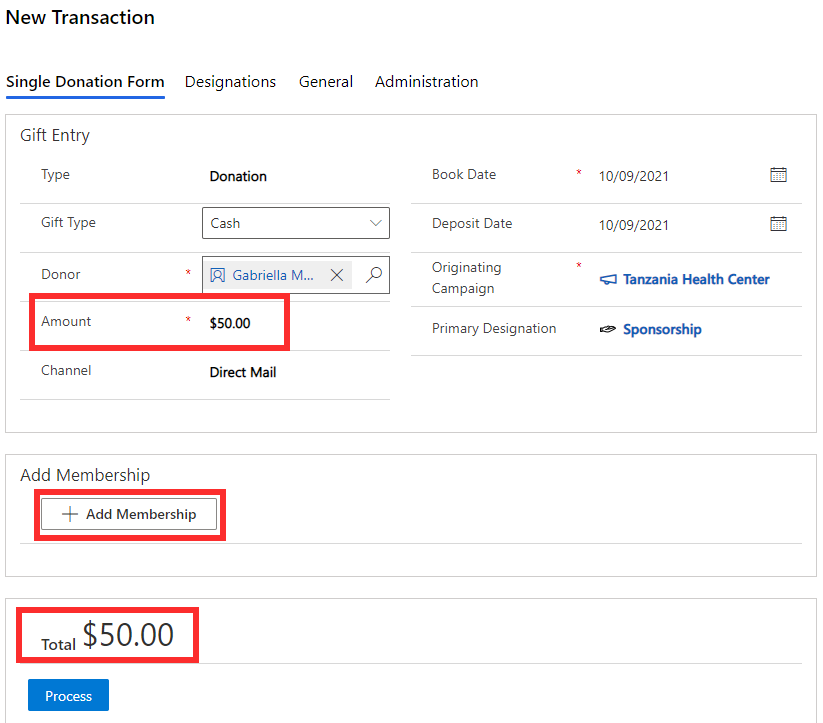 New Transaction
Single Donation Form Designations General Administration
Gift Entry
Type Donation
Gift Type Cash
Donor * Gabriella M...
Amount * $50.00
Channel Direct Mail
Book Date * 10/09/2021
Deposit Date 10/09/2021
Originating * Tanzania Health Center
Campaign
Primary Designation Sponsorship
Add Membership
Add Membership
Total $50.00
Process